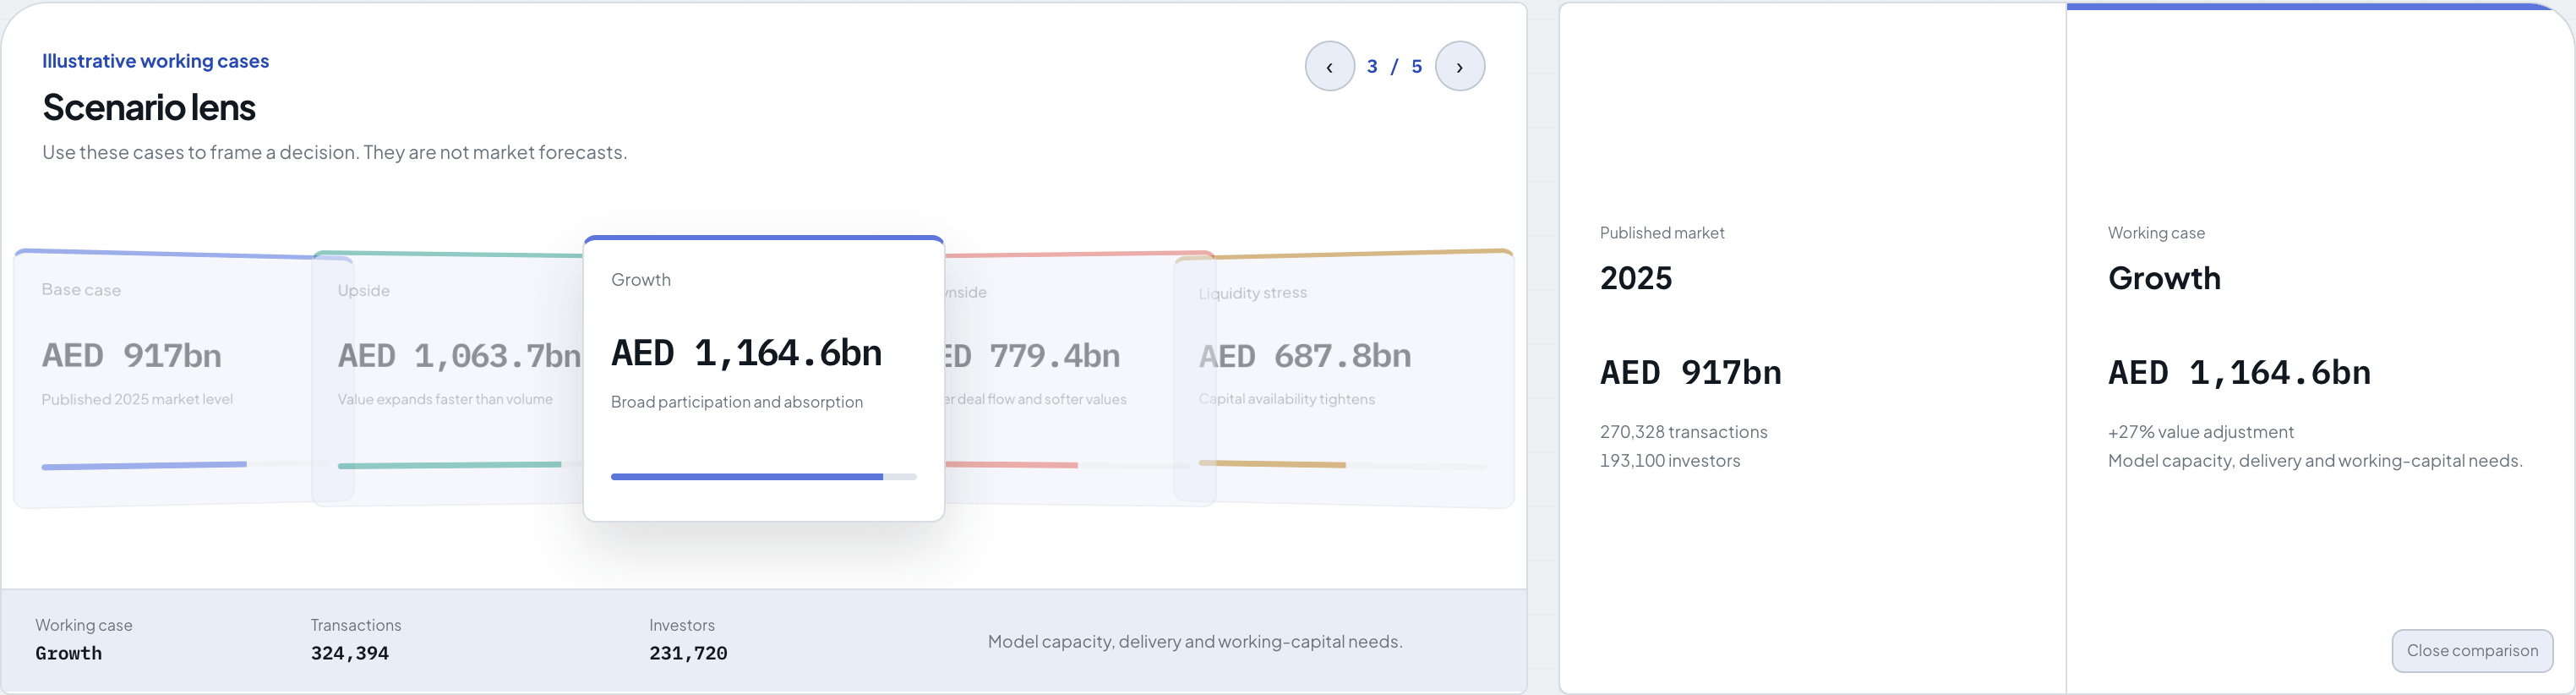 Illustrative working cases
Scenario lens
Use these cases to frame a decision. They are not market forecasts.
‹ 3 / 5 ›
Base case
AED 917bn
Published 2025 market level
Upside
AED 1,063.7bn
Value expands faster than volume
Growth
AED 1,164.6bn
Broad participation and absorption
779.4bn
deal flow and softer values
Liquidity stress
AED 687.8bn
Capital availability tightens
Working case
Growth
Transactions
324,394
Investors
231,720
Model capacity, delivery and working-capital needs.
Published market
2025
AED 917bn
270,328 transactions
193,100 investors
Working case
Growth
AED 1,164.6bn
+27% value adjustment
Model capacity, delivery and working-capital needs.
Close comparison